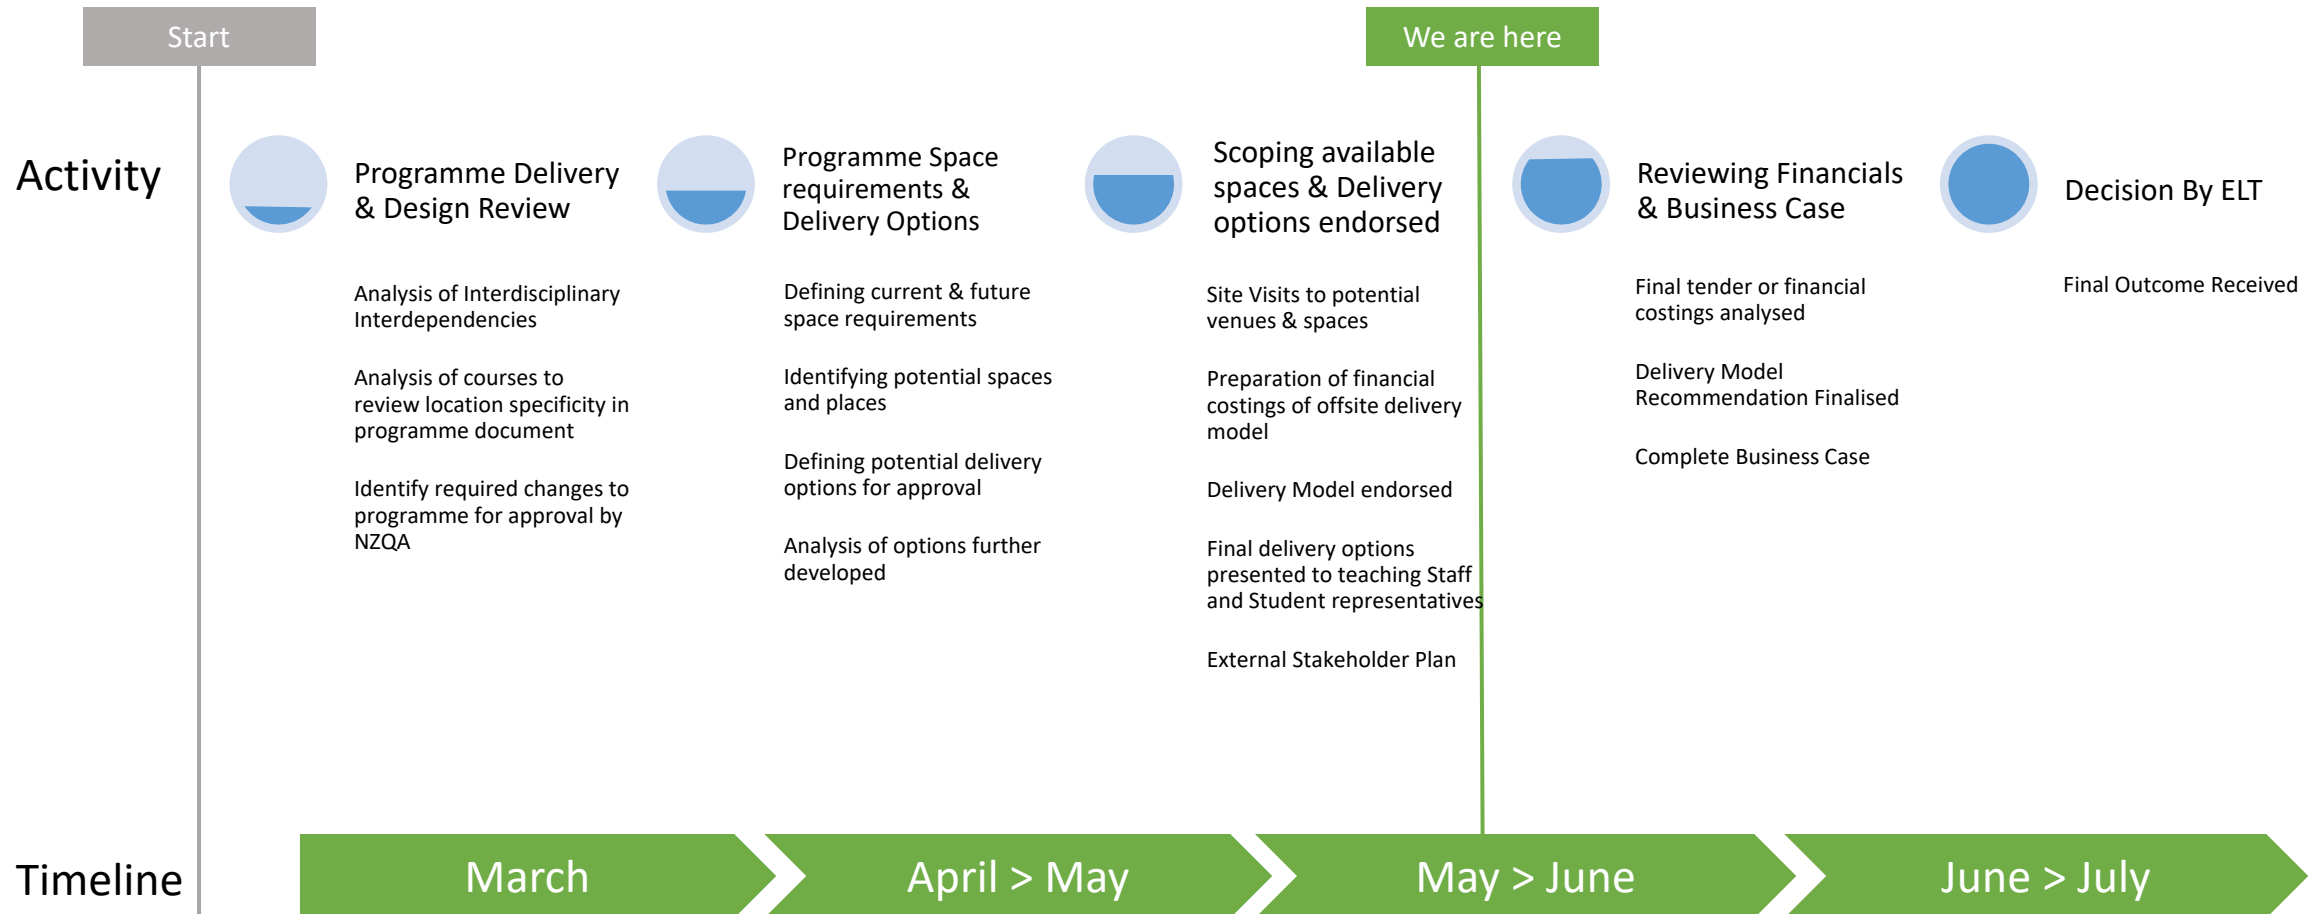 Start
We are here
Activity
Programme Delivery
& Design Review
Analysis of Interdisciplinary
Interdependencies
Analysis of courses to
review location specificity in
programme document
Identify required changes to
programme for approval by
NZQA
Programme Space
requirements &
Delivery Options
Defining current & future
space requirements
Identifying potential spaces
and places
Defining potential delivery
options for approval
Analysis of options further
developed
Scoping available
spaces & Delivery
options endorsed
Site Visits to potential
venues & spaces
Preparation of financial
costings of offsite delivery
model
Delivery Model endorsed
Final delivery options
presented to teaching Staff
and Student representatives
External Stakeholder Plan
Reviewing Financials
& Business Case
Final tender or financial
costings analysed
Delivery Model
Recommendation Finalised
Complete Business Case
Decision By ELT
Final Outcome Received
Timeline
March
April > May
May > June
June > July